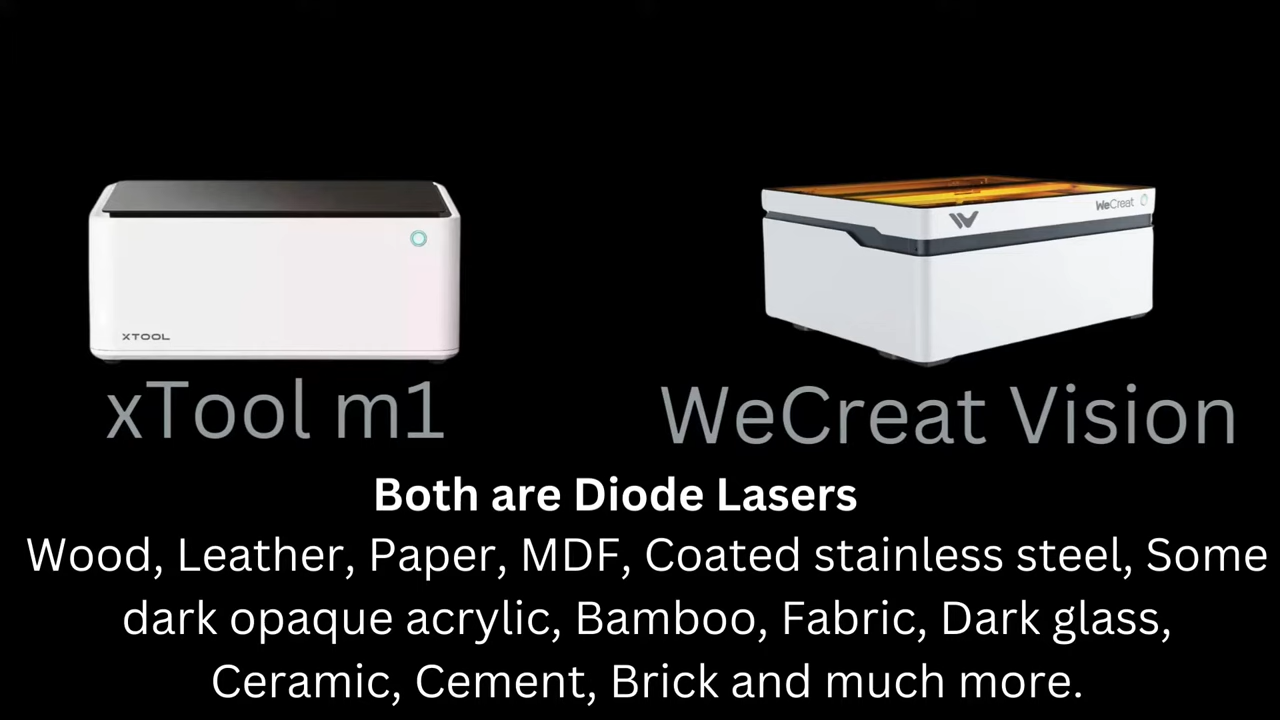 WeCreat
XTOOL
xTool m1
WeCreat Vision
Both are Diode Lasers
Wood, Leather, Paper, MDF, Coated stainless steel, Some
dark opaque acrylic, Bamboo, Fabric, Dark glass,
Ceramic, Cement, Brick and much more.